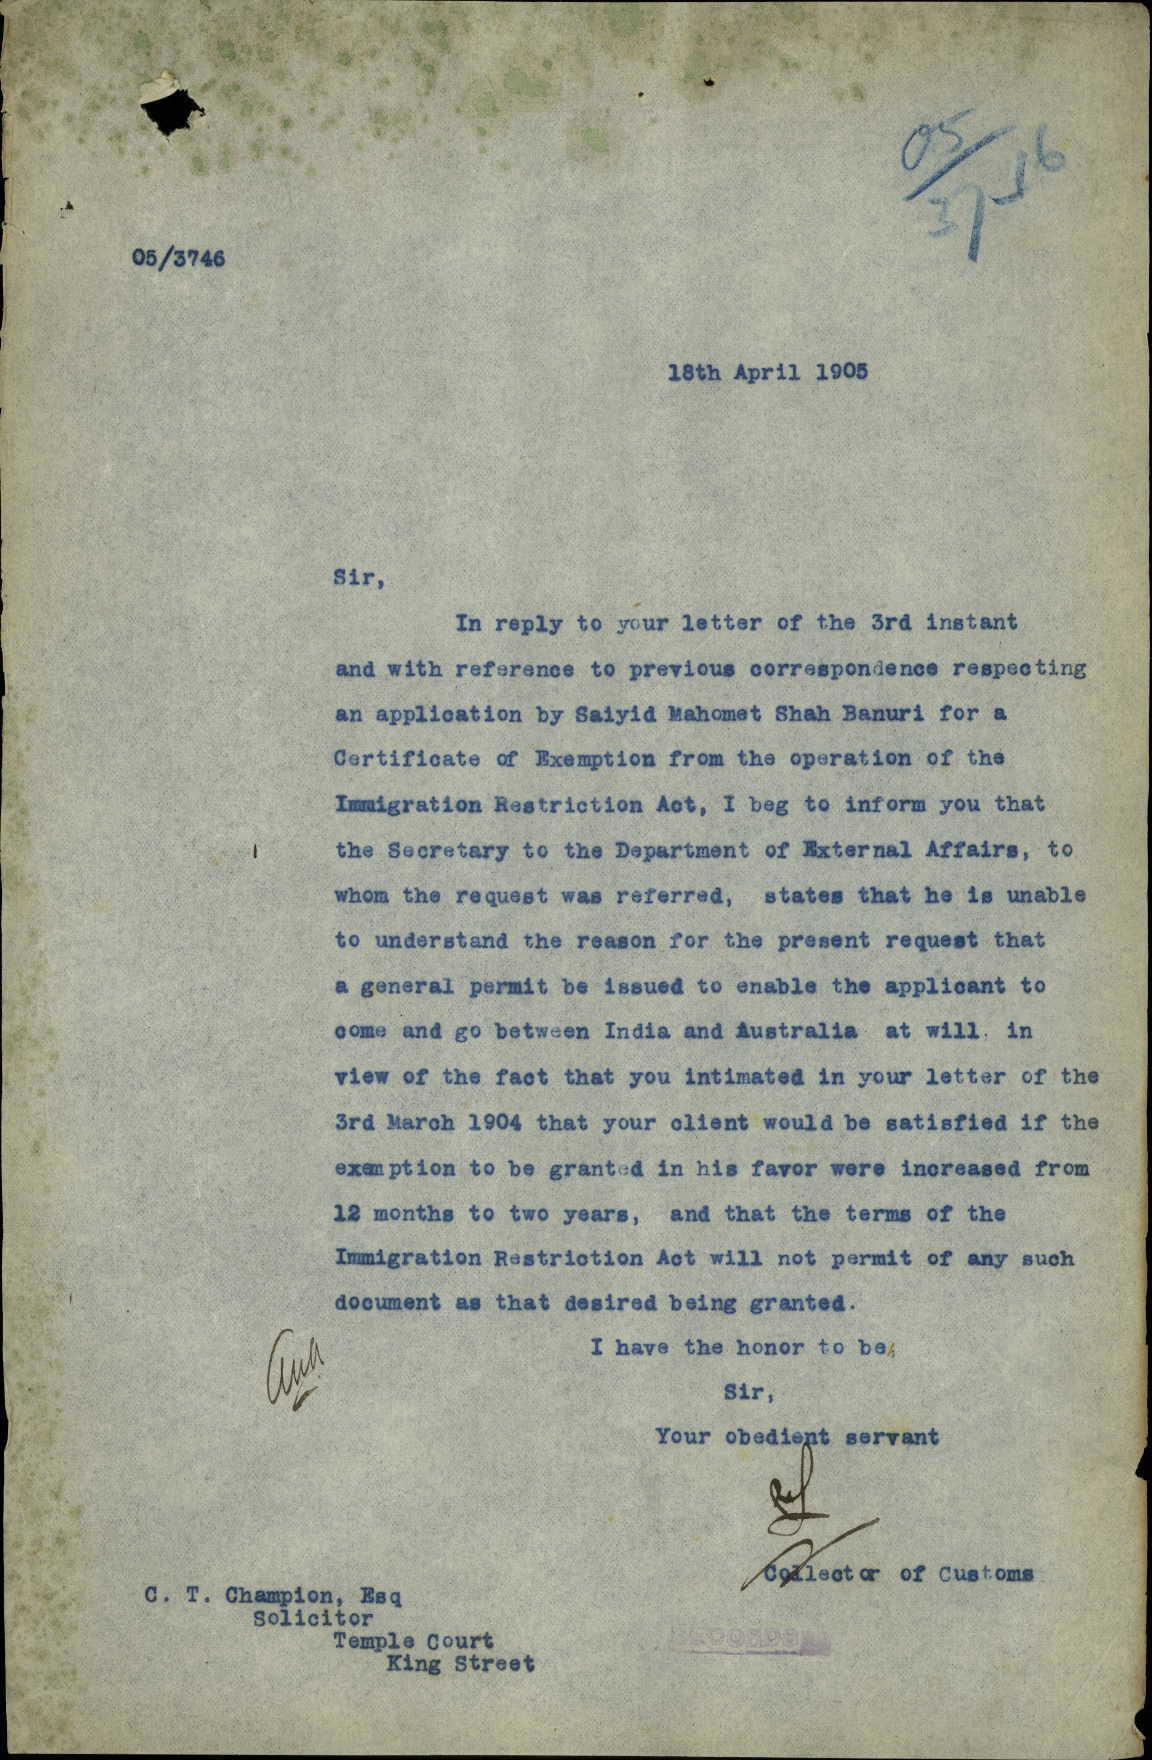 05/3746
18th April 1905
Sir,
In reply to your letter of the 3rd instant
and with reference to previous correspondence respecting
an application by Saiyid Mahomet Shah Banuri for a
Certificate of Exemption from the operation of the
Immigration Restriction Act, I beg to inform you that
the Secretary to the Department of External Affairs, to
whom the request was referred, states that he is unable
to understand the reason for the present request that
a general permit be issued to enable the applicant to
come and go between India and Australia at will. in
view of the fact that you intimated in your letter of the
3rd March 1904 that your client would be satisfied if the
exemption to be granted in his favor were increased from
12 months to two years, and that the terms of the
Immigration Restriction Act will not permit of any such
document as that desired being granted.
I have the honor to be,
Sir,
Your obedient servant
Collector of Customs
C. T. Champion, Esq
Solicitor
Temple Court
King Street